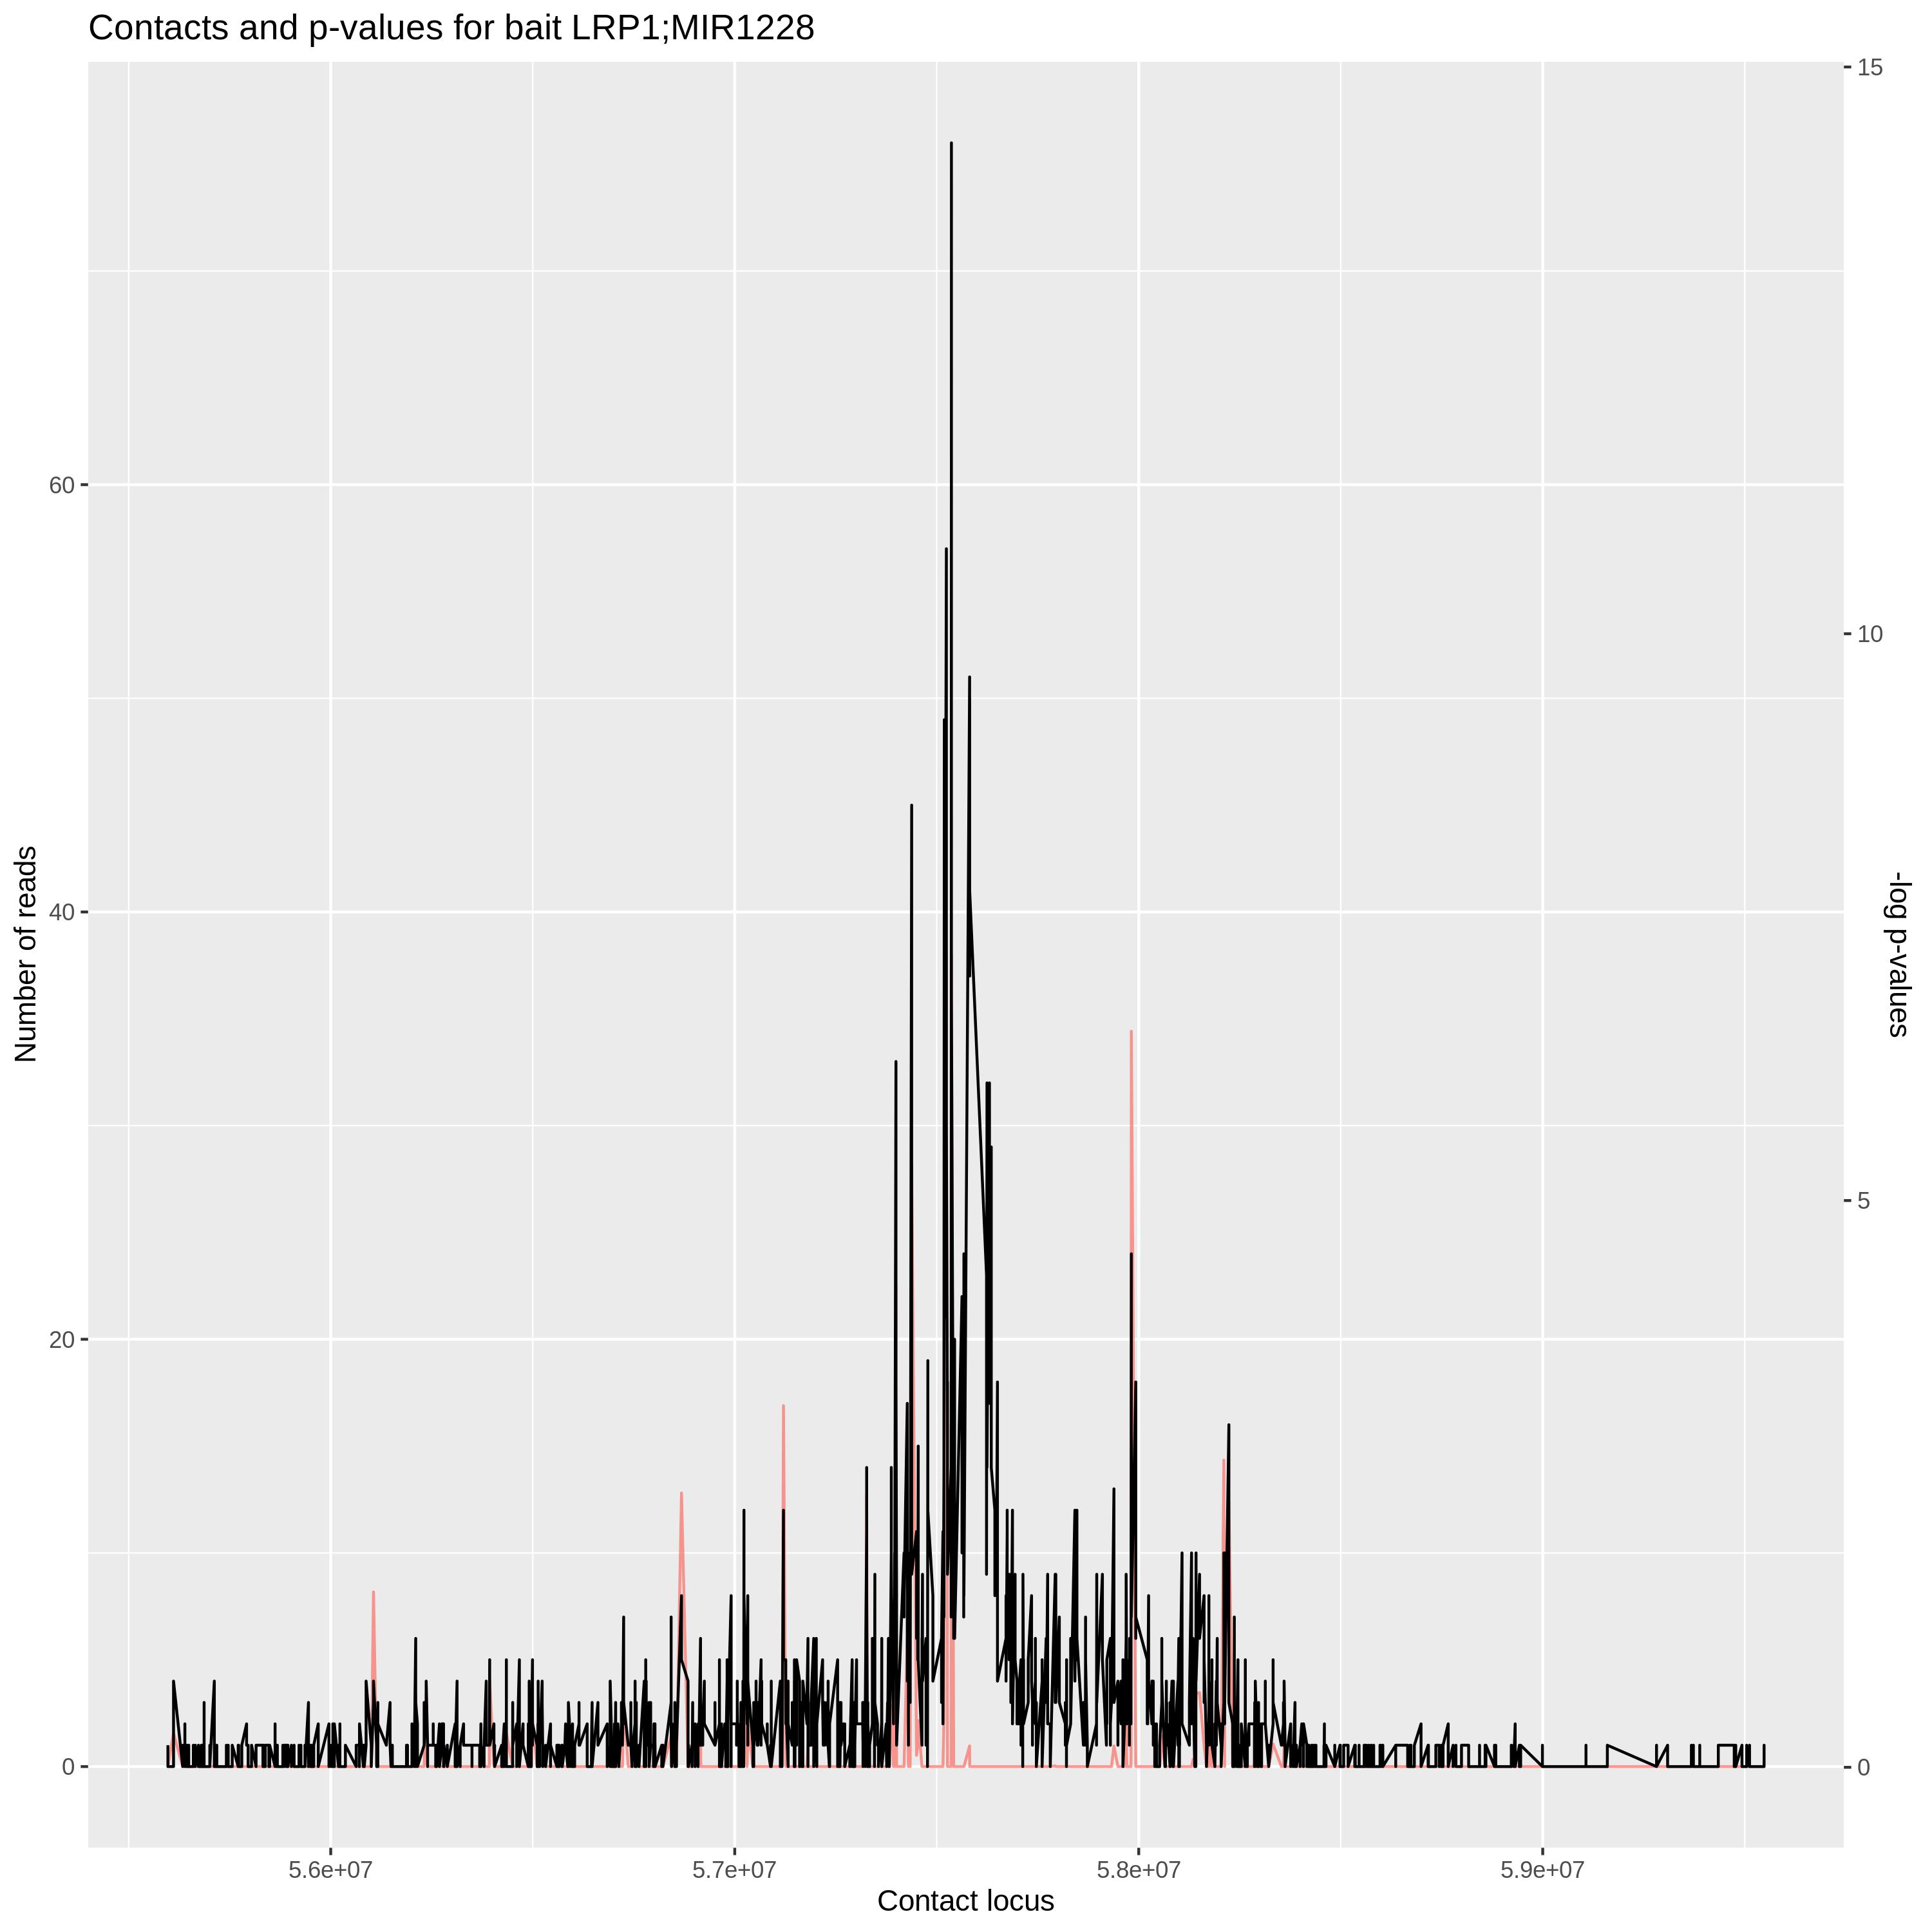 Contacts and p-values for bait LRP1;MIR1228
15
60
10
Number of reads
-log p-values
40
5
20
0
0
5.6e+07
5.7e+07
5.8e+07
5.9e+07
Contact locus